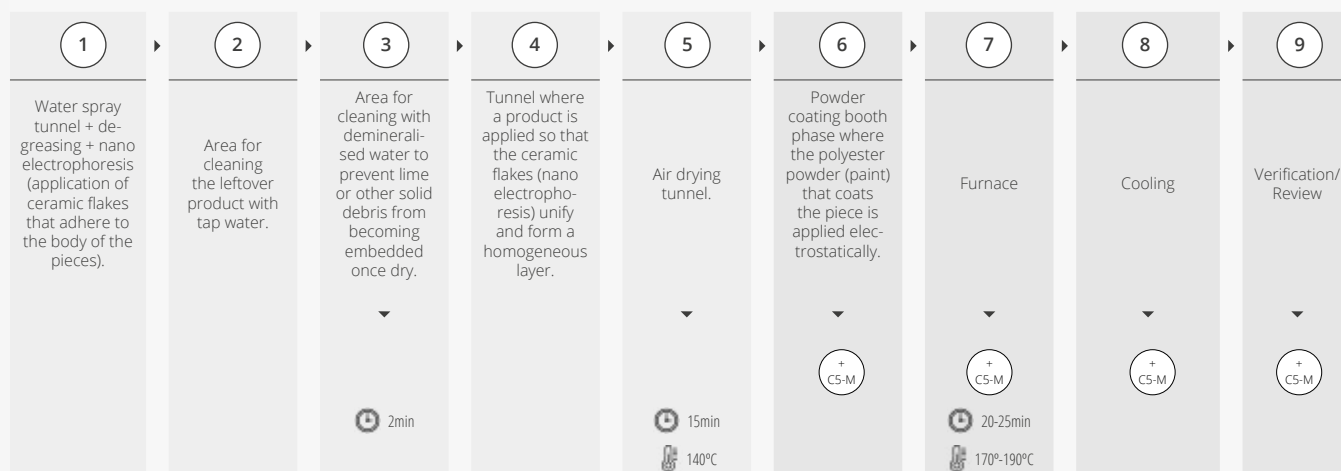 1
Water spray
tunnel + de-
greasing + nano
electrophoresis
(application of
ceramic flakes
that adhere to
the body of the
pieces).
2
Area for
cleaning
the leftover
product with
tap water.
3
Area for
cleaning with
deminerali-
sed water to
prevent lime
or other solid
debris from
becoming
embedded
once dry.
2min
4
Tunnel where
a product is
applied so that
the ceramic
flakes (nano
electropho-
resis) unify
and form a
homogeneous
layer.
5
Air drying
tunnel.
15min
140ºC
6
Powder
coating booth
phase where
the polyester
powder (paint)
that coats
the piece is
applied elec-
trostatically.
+
C5-M
7
Furnace
+
C5-M
20-25min
170º-190ºC
8
Cooling
+
C5-M
9
Verification/
Review
+
C5-M